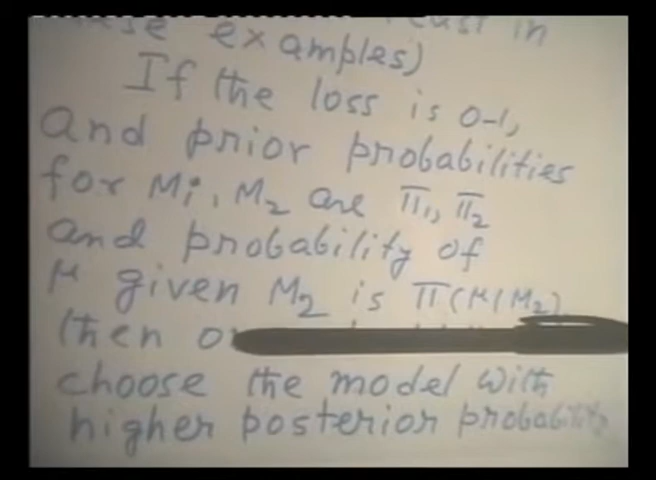 examples)
If the loss is 0-1,
and prior probabilities
for M1, M2 are π1, π2
and probability of
μ given M2 is π(μ|M2)
then
choose the model with
higher posterior probability